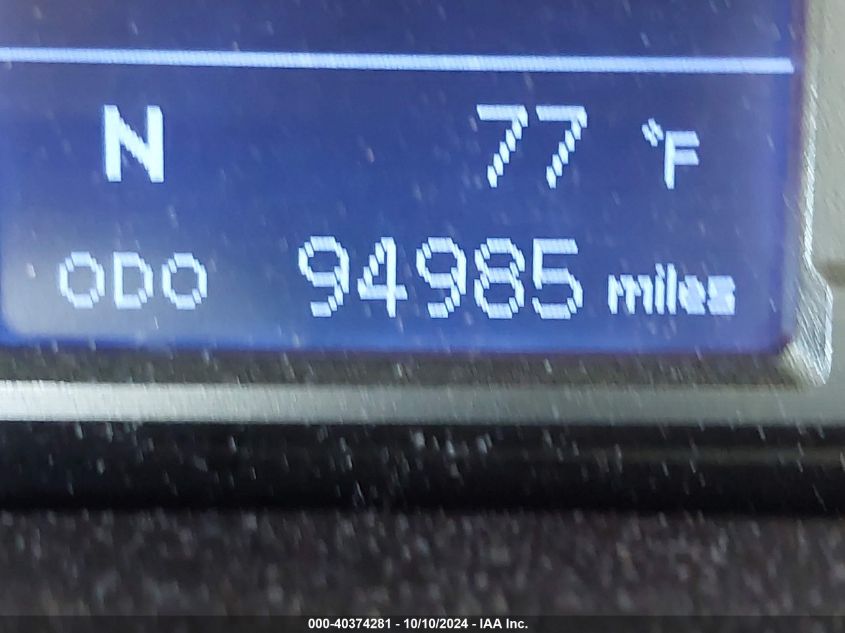 N 77 °F
ODO 94985 miles
000-40374281 - 10/10/2024 - IAA Inc.